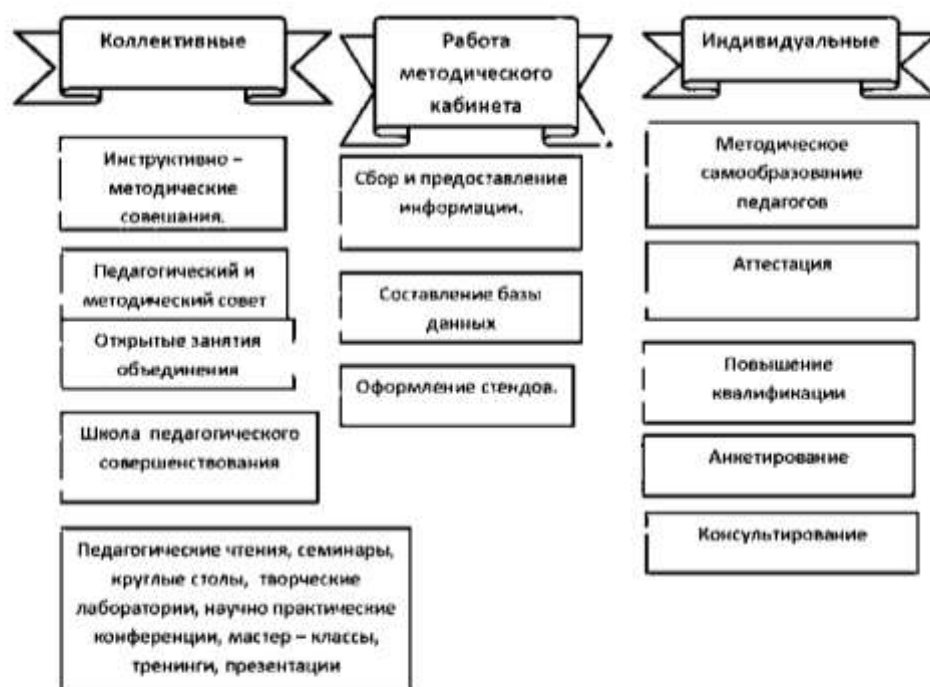 Коллективные
Инструктивно –
методические
совещания.
Педагогический и
методический совет
Открытые занятия
объединения
Школа педагогического
совершенствования
Педагогические чтения, семинары,
круглые столы, творческие
лаборатории, научно практические
конференции, мастер – классы,
тренинги, презентации
Работа
методического
кабинета
Сбор и предоставление
информации.
Составление базы
данных
Оформление стендов.
Индивидуальные
Методическое
самообразование
педагогов
Аттестация
Повышение
квалификации
Анкетирование
Консультирование